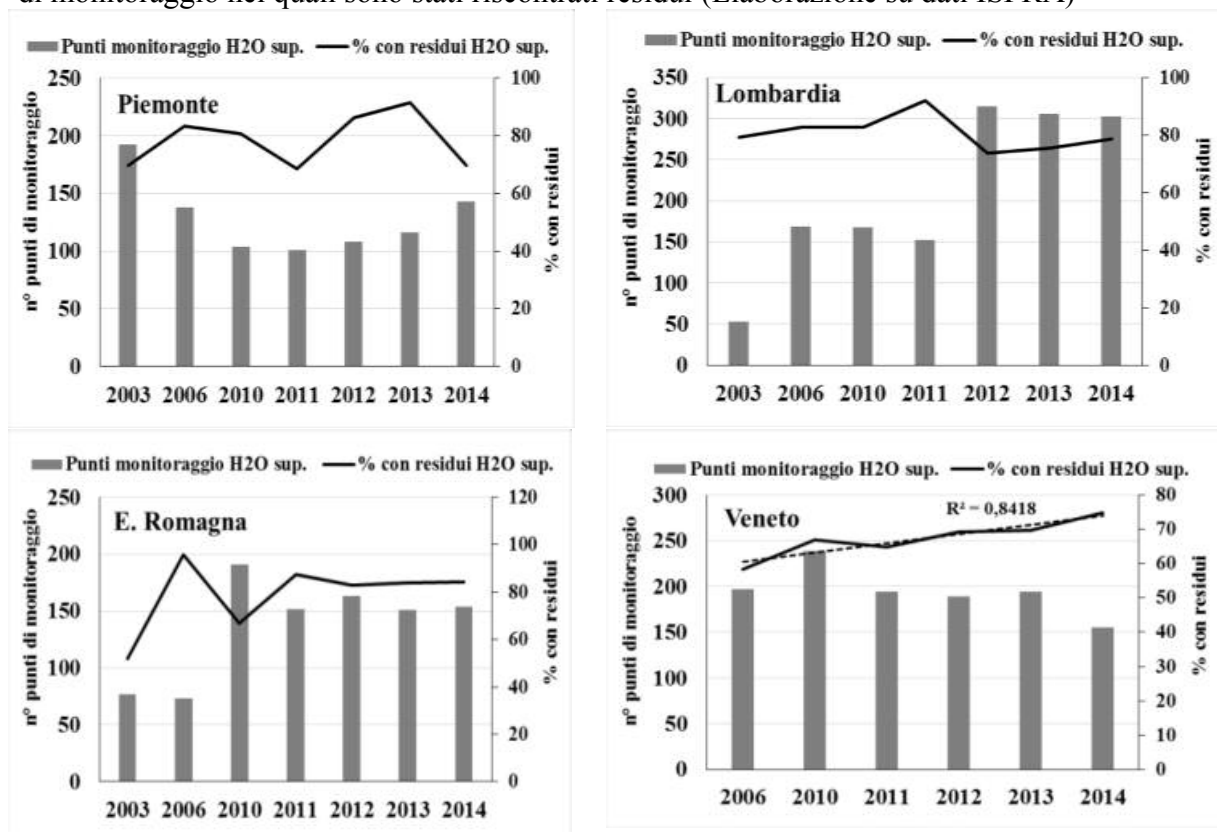 di monitoraggio nei quali sono stati riscontrati residui (Elaborazione su dati ISPRA)
Punti monitoraggio H2O sup. % con residui H2O sup.
Piemonte
n° punti di monitoraggio
250
200
150
100
50
0
100
80
60
40
20
0
% con residui
2003 2006 2010 2011 2012 2013 2014
Punti monitoraggio H2O sup. % con residui H2O sup.
Lombardia
n° punti di monitoraggio
350
300
250
200
150
100
50
0
100
80
60
40
20
0
% con residui
2003 2006 2010 2011 2012 2013 2014
Punti monitoraggio H2O sup. % con residui H2O sup.
E. Romagna
n° punti di monitoraggio
250
200
150
100
50
0
120
100
80
60
40
20
0
% con residui
2003 2006 2010 2011 2012 2013 2014
Punti monitoraggio H2O sup. % con residui H2O sup.
Veneto
R² = 0,8418
n° punti di monitoraggio
300
250
200
150
100
50
0
80
70
60
50
40
30
20
10
0
% con residui
2006 2010 2011 2012 2013 2014